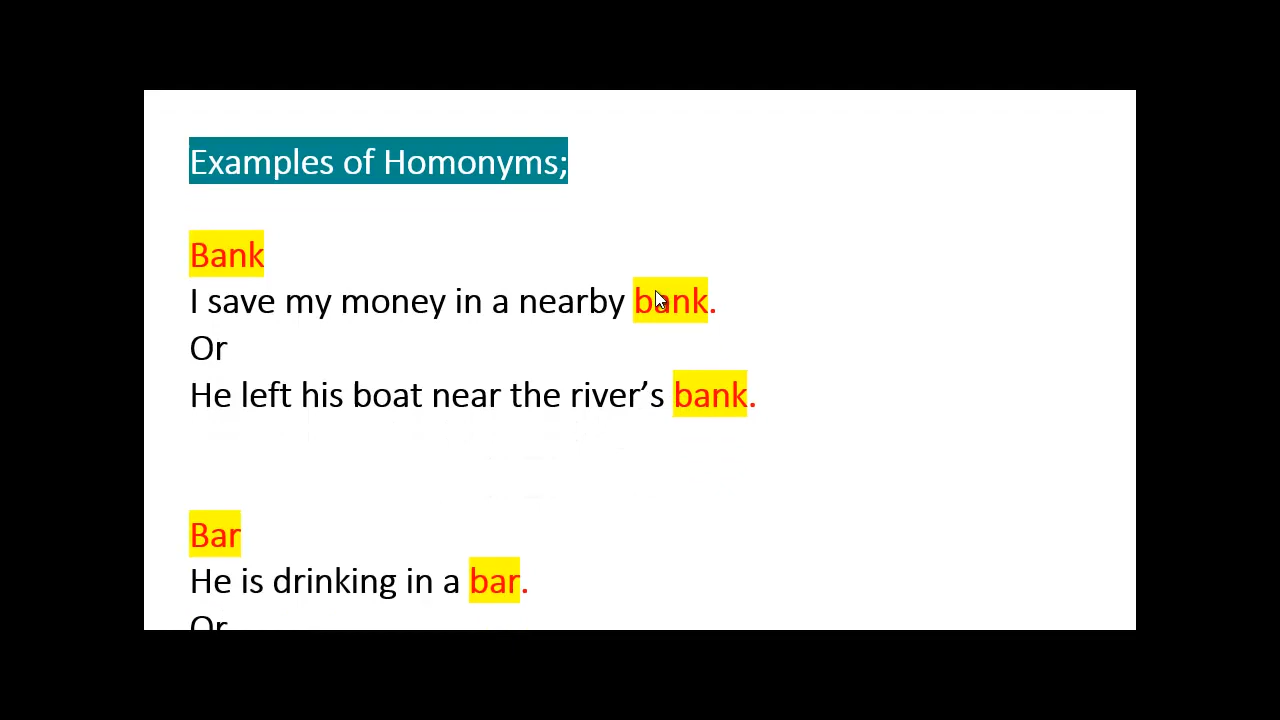 Examples of Homonyms;
Bank
I save my money in a nearby bank.
Or
He left his boat near the river’s bank.
Bar
He is drinking in a bar.
Or